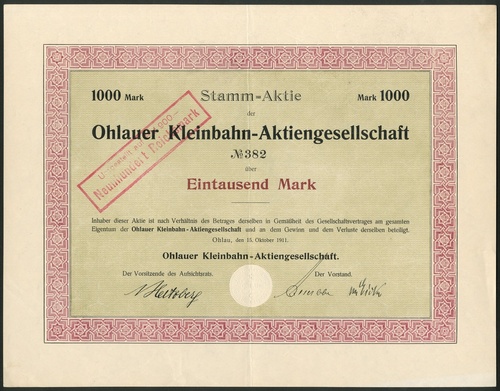 1000 Mark Stamm-Aktie Mark 1000
der
Ohlauer Kleinbahn-Aktiengesellschaft
№ 382
über
Eintausend Mark
Neunhundert Reichsmark
Inhaber dieser Aktie ist nach Verhältnis des Betrages derselben in Gemäßheit des Gesellschaftsvertrages am gesamten
Eigentum der Ohlauer Kleinbahn-Aktiengesellschaft und an dem Gewinn und dem Verluste derselben beteiligt.
Ohlau, den 15. Oktober 1911.
Ohlauer Kleinbahn-Aktiengesellschaft.
Der Vorsitzende des Aufsichtsrats. Der Vorstand.